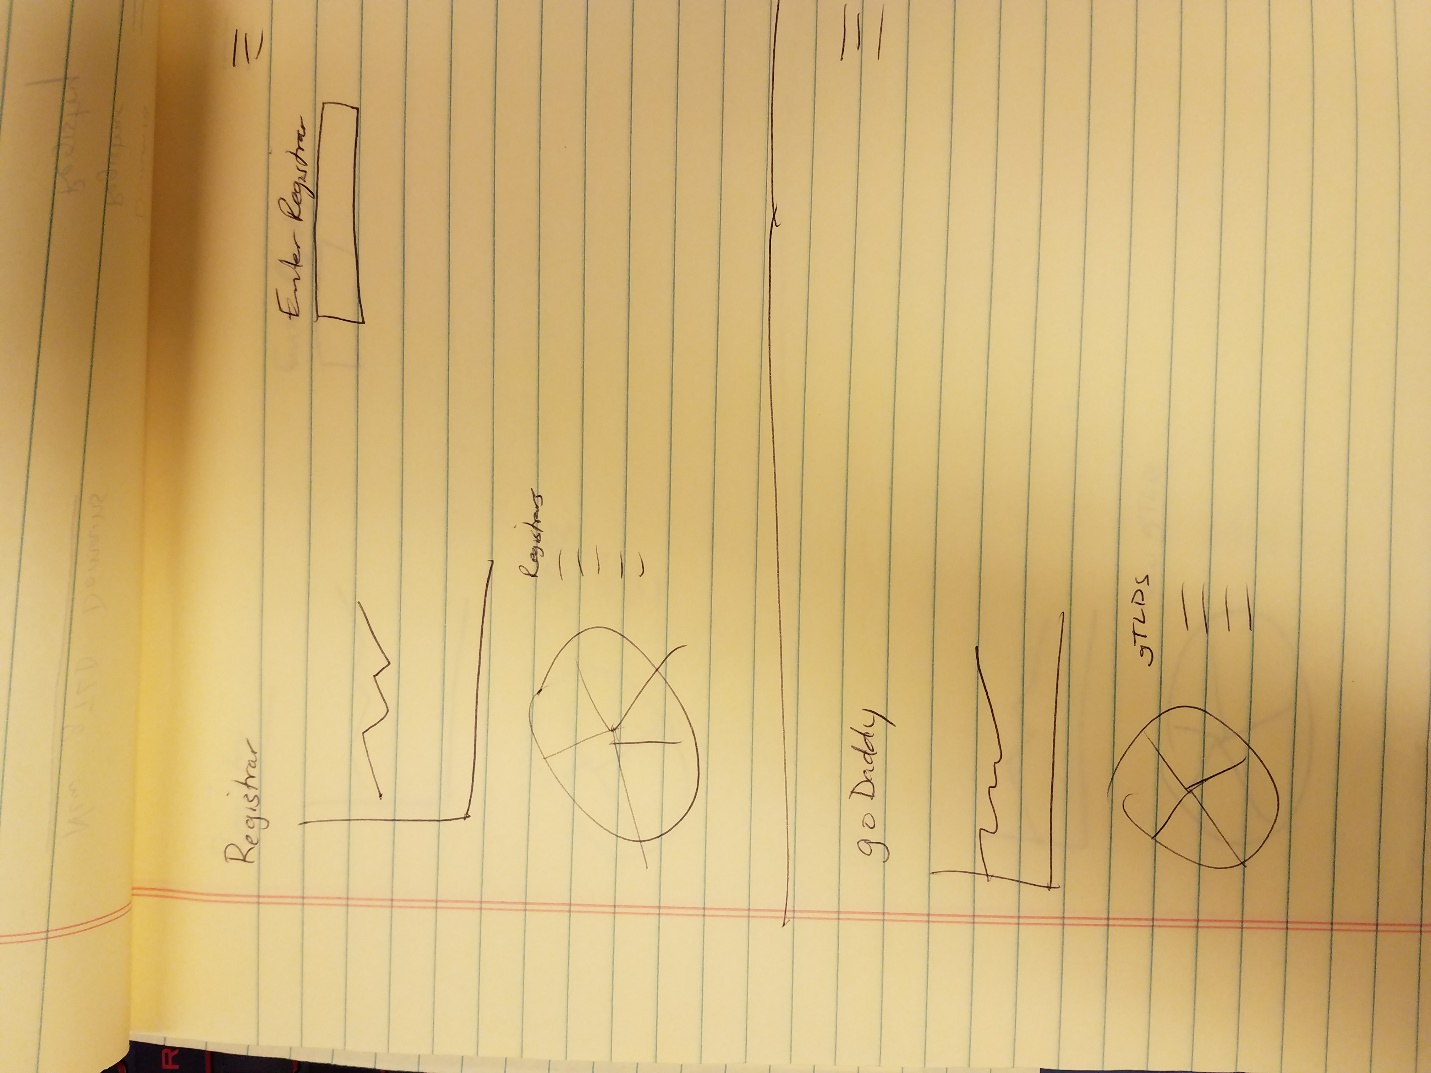 Registrar
Enter Registrar
Registrars
go Daddy
gTLDS
R